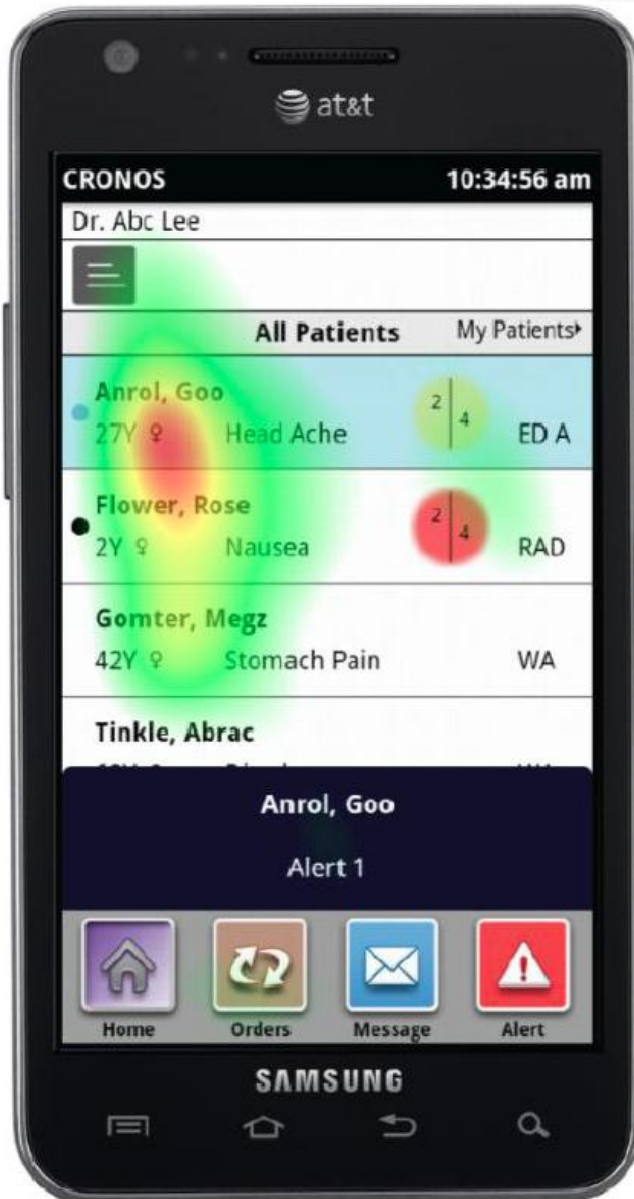 at&t
CRONOS 10:34:56 am
Dr. Abc Lee
All Patients My Patients
Anrol, Goo
27Y ♀ Head Ache 2 4 ED A
Flower, Rose
2Y ♀ Nausea 2 4 RAD
Gomter, Megz
42Y ♀ Stomach Pain WA
Tinkle, Abrac
Anrol, Goo
Alert 1
Home Orders Message Alert
SAMSUNG